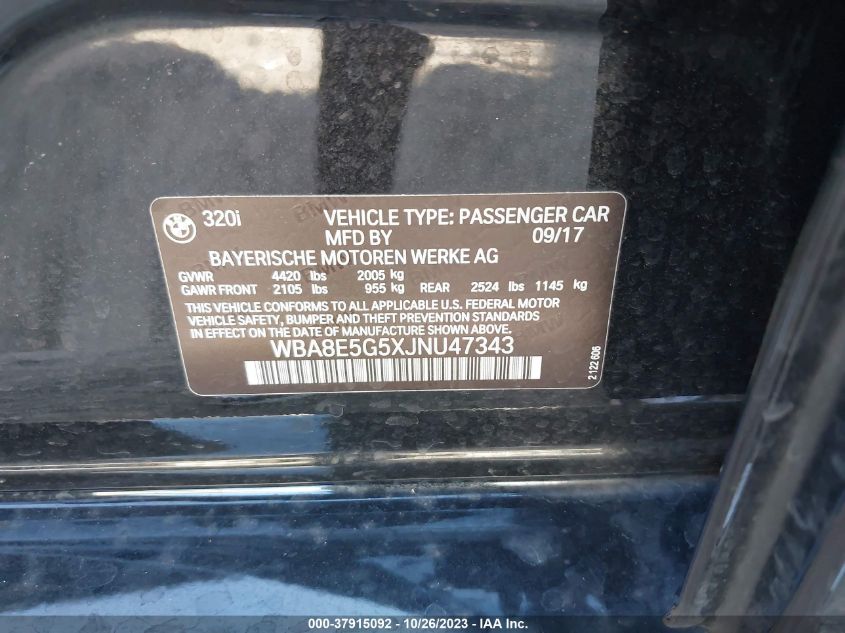 BMW
320i VEHICLE TYPE: PASSENGER CAR
MFD BY 09/17
BAYERISCHE MOTOREN WERKE AG
GVWR 4420 lbs 2005 kg
GAWR FRONT 2105 lbs 955 kg REAR 2524 lbs 1145 kg
THIS VEHICLE CONFORMS TO ALL APPLICABLE U.S. FEDERAL MOTOR
VEHICLE SAFETY, BUMPER AND THEFT PREVENTION STANDARDS
IN EFFECT ON THE DATE OF MANUFACTURE SHOWN ABOVE.
WBA8E5G5XJNU47343
2 122 606
000-37915092 - 10/26/2023 - © IAA Inc.